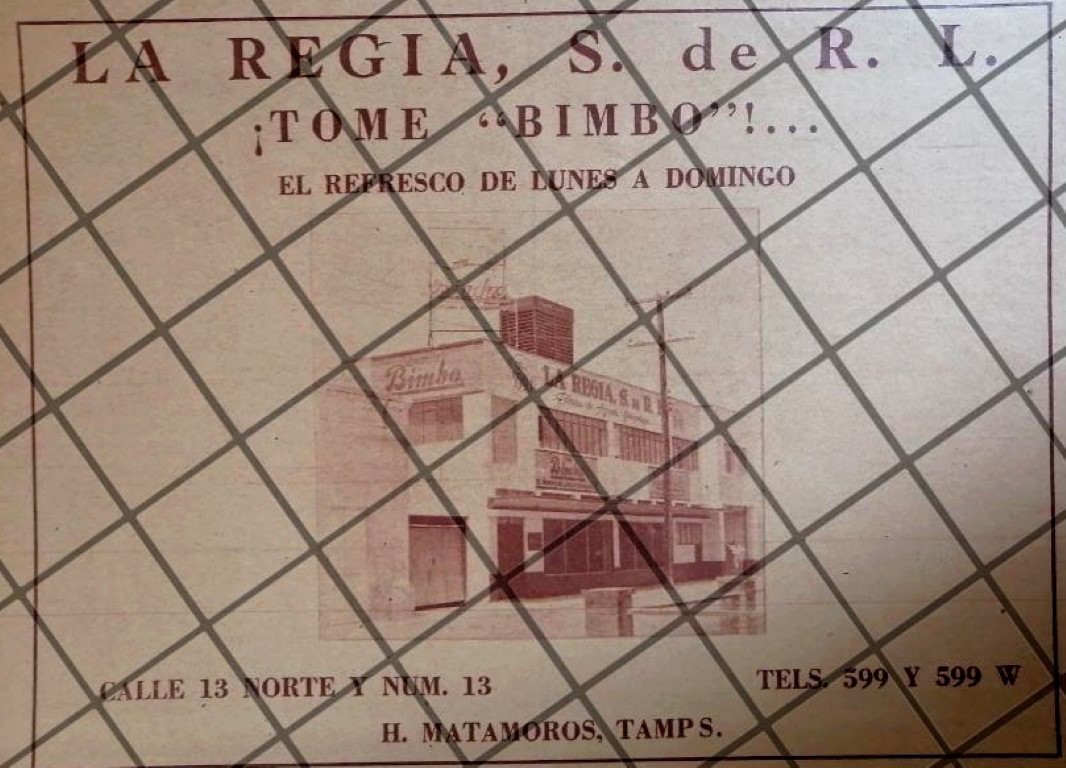 LA REGIA, S. de R. L.
¡TOME “BIMBO”!...
EL REFRESCO DE LUNES A DOMINGO
Bimbo
LA REGIA, S. DE R. L.
Bimbo
CALLE 13 NORTE Y NUM. 13
TELS. 599 Y 599 W
H. MATAMOROS, TAMPS.